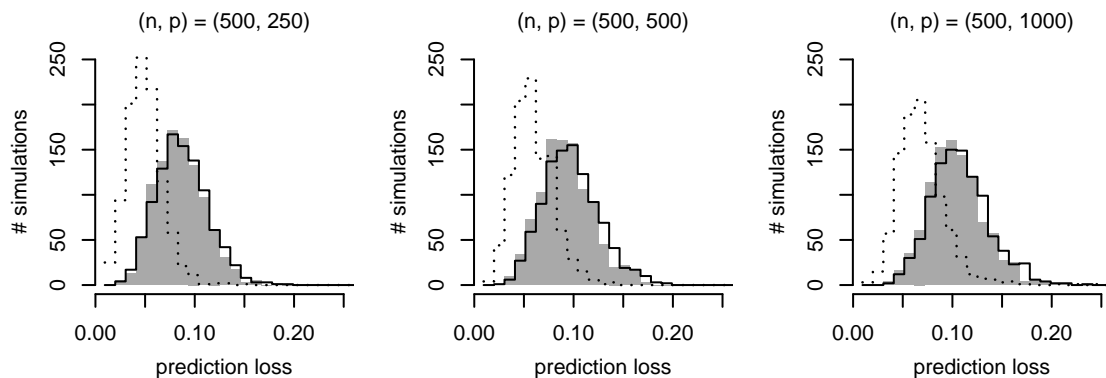 (n, p) = (500, 250)
# simulations
250
150
50
0
0.00
0.10
0.20
prediction loss
(n, p) = (500, 500)
# simulations
250
150
50
0
0.00
0.10
0.20
prediction loss
(n, p) = (500, 1000)
# simulations
250
150
50
0
0.00
0.10
0.20
prediction loss